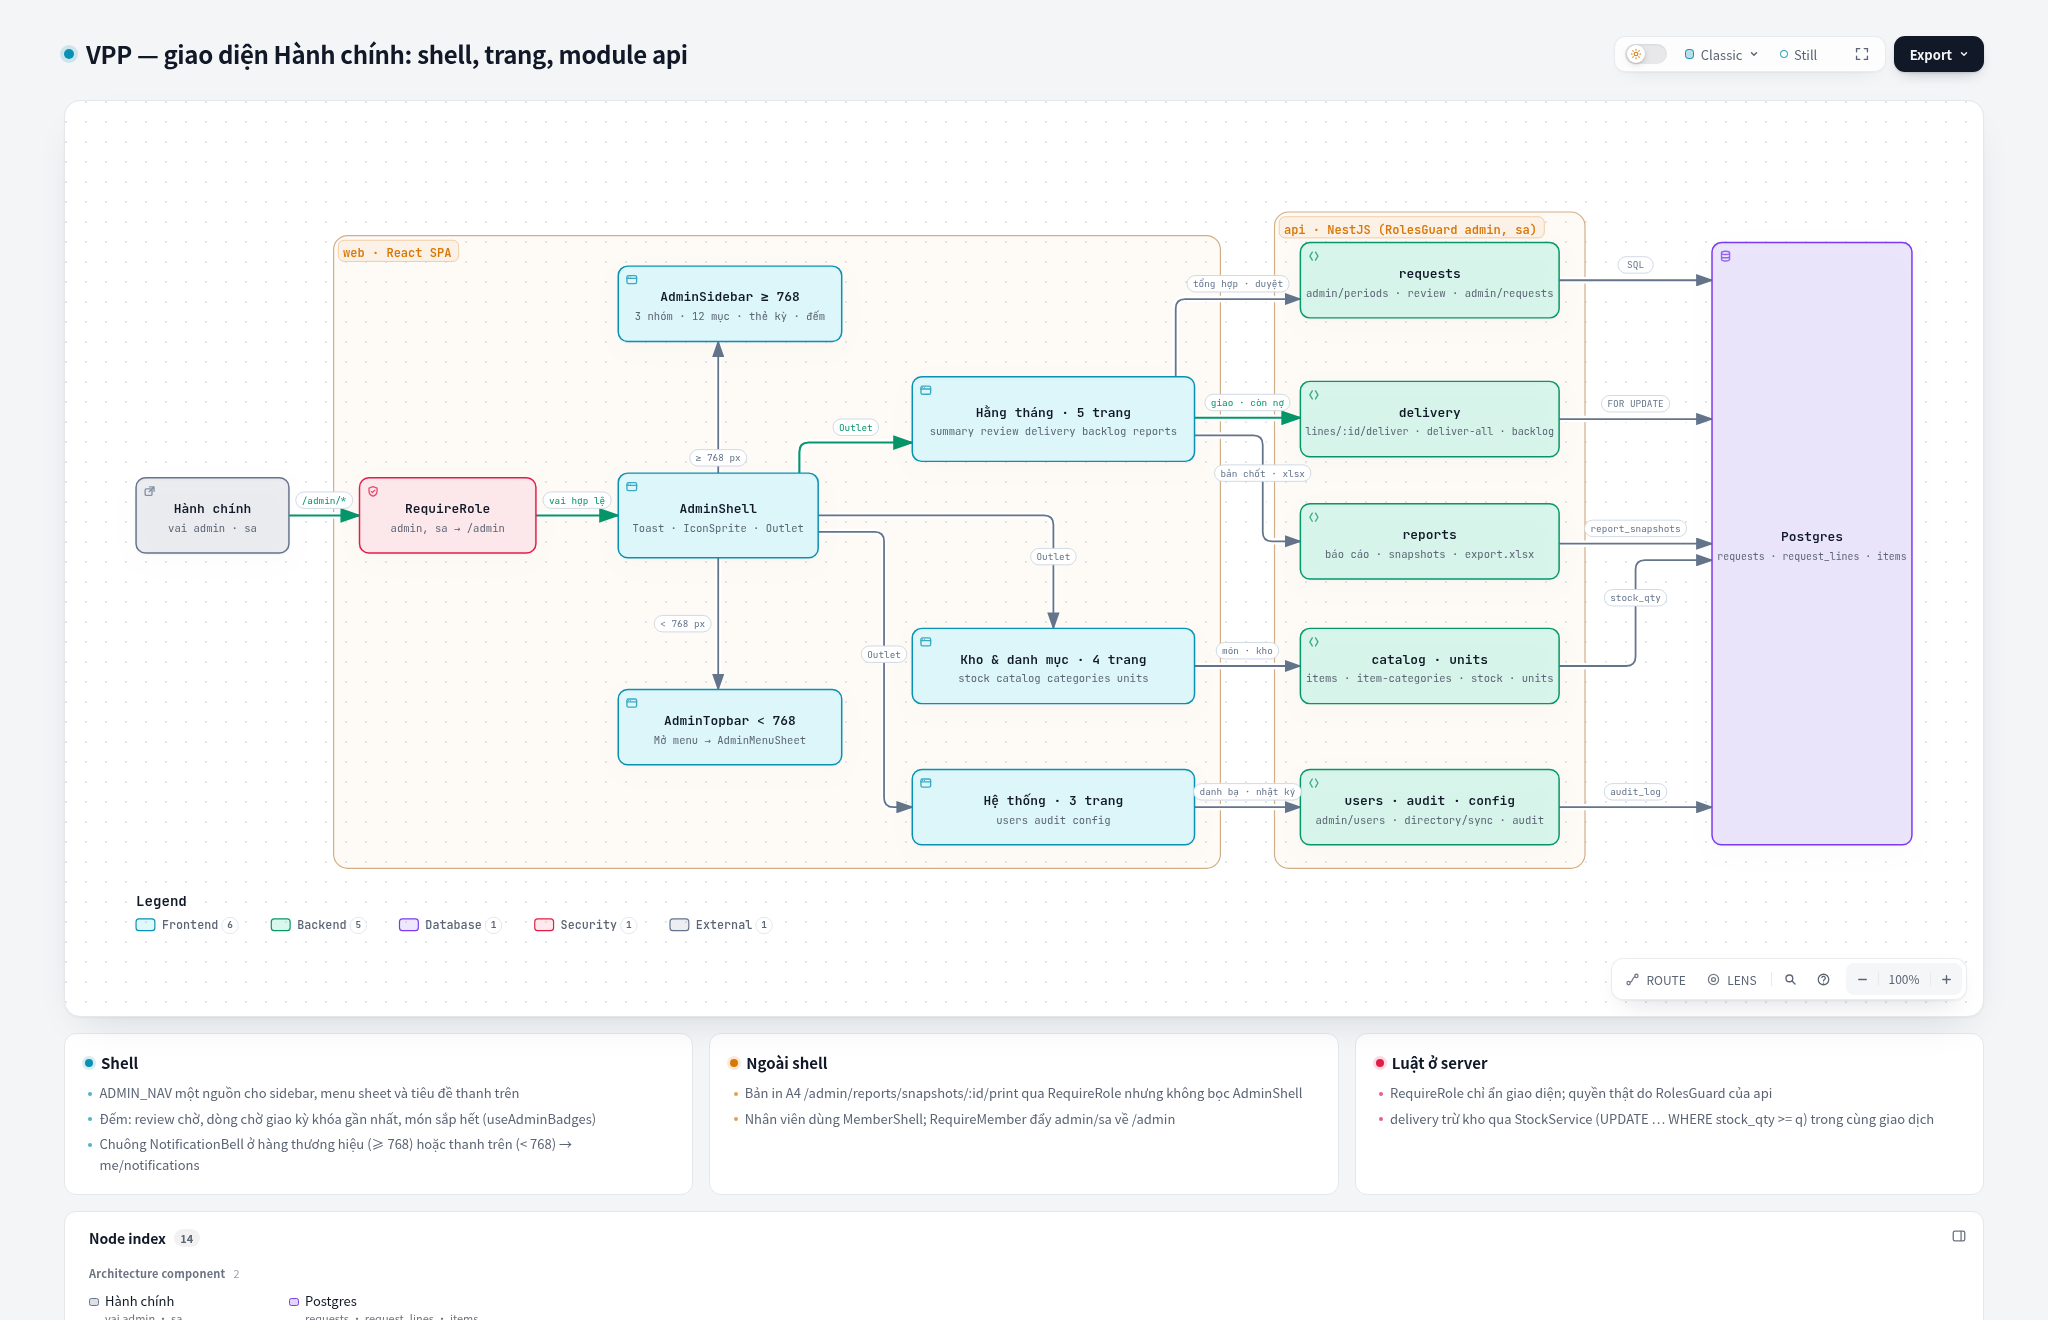 VPP — giao diện Hành chính: shell, trang, module api
Classic
Still
Export
web · React SPA
api · NestJS (RolesGuard admin, sa)
AdminSidebar ≥ 768
3 nhóm · 12 mục · thẻ kỳ · đếm
requests
admin/periods · review · admin/requests
tổng hợp · duyệt
SQL
Hằng tháng · 5 trang
summary review delivery backlog reports
giao · còn nợ
delivery
lines/:id/deliver · deliver-all · backlog
FOR UPDATE
Outlet
≥ 768 px
bản chốt · xlsx
Hành chính
vai admin · sa
/admin/*
RequireRole
admin, sa → /admin
vai hợp lệ
AdminShell
Toast · IconSprite · Outlet
Outlet
reports
báo cáo · snapshots · export.xlsx
report_snapshots
Postgres
requests · request_lines · items
stock_qty
< 768 px
Outlet
Kho & danh mục · 4 trang
stock catalog categories units
món · kho
catalog · units
items · item-categories · stock · units
AdminTopbar < 768
Mở menu → AdminMenuSheet
Hệ thống · 3 trang
users audit config
danh bạ · nhật ký
users · audit · config
admin/users · directory/sync · audit
audit_log
Legend
Frontend 6
Backend 5
Database 1
Security 1
External 1
ROUTE
LENS
100%
Shell
ADMIN_NAV một nguồn cho sidebar, menu sheet và tiêu đề thanh trên
Đếm: review chờ, dòng chờ giao kỳ khóa gần nhất, món sắp hết (useAdminBadges)
Chuông NotificationBell ở hàng thương hiệu (≥ 768) hoặc thanh trên (< 768) →
me/notifications
Ngoài shell
Bản in A4 /admin/reports/snapshots/:id/print qua RequireRole nhưng không bọc AdminShell
Nhân viên dùng MemberShell; RequireMember đẩy admin/sa về /admin
Luật ở server
RequireRole chỉ ẩn giao diện; quyền thật do RolesGuard của api
delivery trừ kho qua StockService (UPDATE … WHERE stock_qty >= q) trong cùng giao dịch
Node index 14
Architecture component 2
Hành chính
vai admin · sa
Postgres
requests · request_lines · items